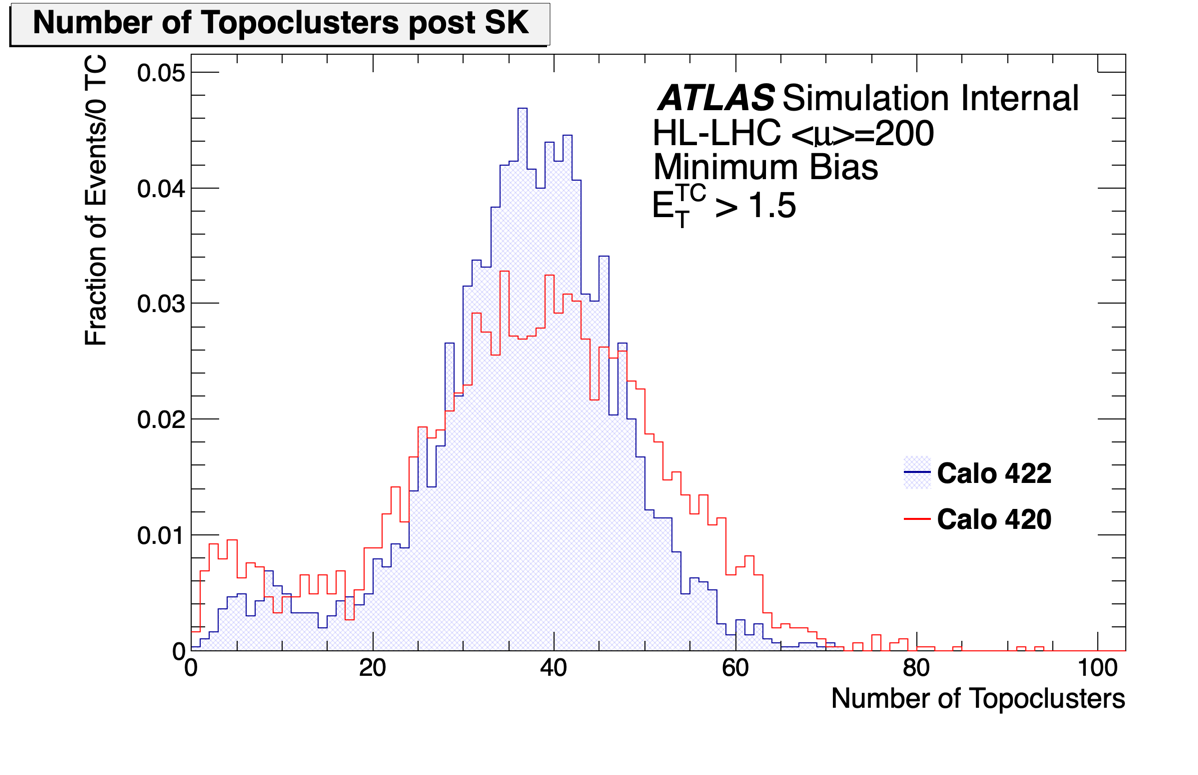 Number of Topoclusters post SK
Fraction of Events/0 TC
0.05
0.04
0.03
0.02
0.01
0
ATLAS Simulation Internal
HL-LHC <μ>=200
Minimum Bias
E_T^TC > 1.5
Calo 422
Calo 420
0 20 40 60 80 100
Number of Topoclusters